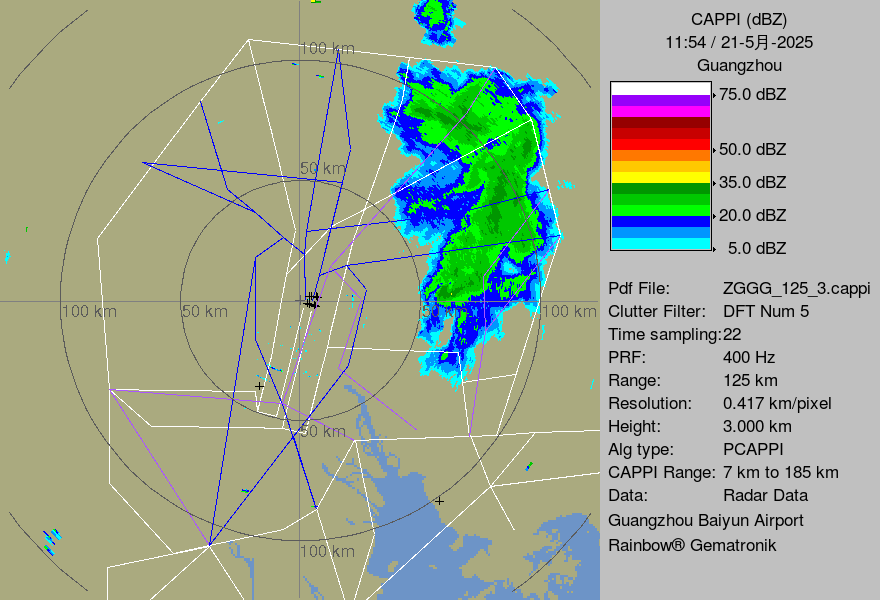 CAPPI (dBZ)
11:54 / 21-5月-2025
Guangzhou
75.0 dBZ
50.0 dBZ
35.0 dBZ
20.0 dBZ
5.0 dBZ
Pdf File: ZGGG_125_3.cappi
Clutter Filter: DFT Num 5
Time sampling:22
PRF: 400 Hz
Range: 125 km
Resolution: 0.417 km/pixel
Height: 3.000 km
Alg type: PCAPPI
CAPPI Range: 7 km to 185 km
Data: Radar Data
Guangzhou Baiyun Airport
Rainbow® Gematronik
100 km
50 km
100 km
50 km
50 km
100 km
50 km
100 km